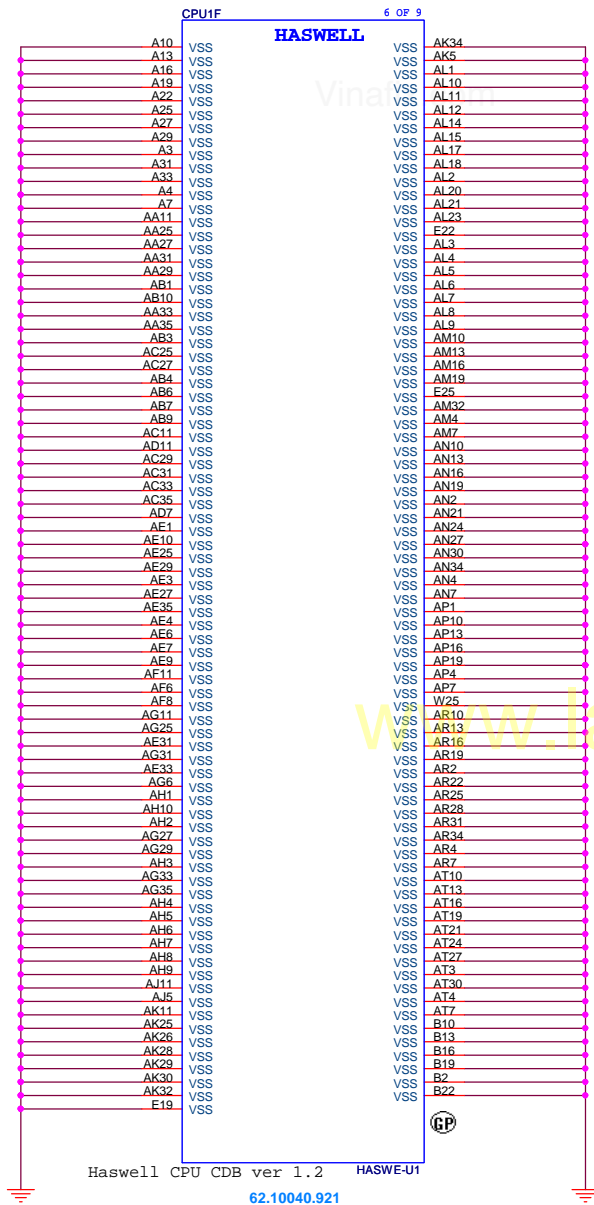 CPU1F 6 OF 9
HASWELL
A10 VSS VSS AK34
A13 VSS VSS AK5
A16 VSS VSS AL1
A19 VSS VSS AL10
A22 VSS VSS AL11
A25 VSS VSS AL12
A27 VSS VSS AL14
A29 VSS VSS AL15
A3 VSS VSS AL17
A31 VSS VSS AL18
A33 VSS VSS AL2
A4 VSS VSS AL20
A7 VSS VSS AL21
AA11 VSS VSS AL23
AA25 VSS VSS E22
AA27 VSS VSS AL3
AA31 VSS VSS AL4
AA29 VSS VSS AL5
AB1 VSS VSS AL6
AB10 VSS VSS AL7
AA33 VSS VSS AL8
AA35 VSS VSS AL9
AB3 VSS VSS AM10
AC25 VSS VSS AM13
AC27 VSS VSS AM16
AB4 VSS VSS AM19
AB6 VSS VSS E25
AB7 VSS VSS AM32
AB9 VSS VSS AM4
AC11 VSS VSS AM7
AD11 VSS VSS AN10
AC29 VSS VSS AN13
AC31 VSS VSS AN16
AC33 VSS VSS AN19
AC35 VSS VSS AN2
AD7 VSS VSS AN21
AE1 VSS VSS AN24
AE10 VSS VSS AN27
AE25 VSS VSS AN30
AE29 VSS VSS AN34
AE3 VSS VSS AN4
AE27 VSS VSS AN7
AE35 VSS VSS AP1
AE4 VSS VSS AP10
AE6 VSS VSS AP13
AE7 VSS VSS AP16
AE9 VSS VSS AP19
AF11 VSS VSS AP4
AF6 VSS VSS AP7
AF8 VSS VSS W25
AG11 VSS VSS AR10
AG25 VSS VSS AR13
AE31 VSS VSS AR16
AG31 VSS VSS AR19
AE33 VSS VSS AR2
AG6 VSS VSS AR22
AH1 VSS VSS AR25
AH10 VSS VSS AR28
AH2 VSS VSS AR31
AG27 VSS VSS AR34
AG29 VSS VSS AR4
AH3 VSS VSS AR7
AG33 VSS VSS AT10
AG35 VSS VSS AT13
AH4 VSS VSS AT16
AH5 VSS VSS AT19
AH6 VSS VSS AT21
AH7 VSS VSS AT24
AH8 VSS VSS AT27
AH9 VSS VSS AT3
AJ11 VSS VSS AT30
AJ5 VSS VSS AT4
AK11 VSS VSS AT7
AK25 VSS VSS B10
AK26 VSS VSS B13
AK28 VSS VSS B16
AK29 VSS VSS B19
AK30 VSS VSS B2
AK32 VSS VSS B22
E19 VSS
GP
Haswell CPU CDB ver 1.2 HASWE-U1
62.10040.921